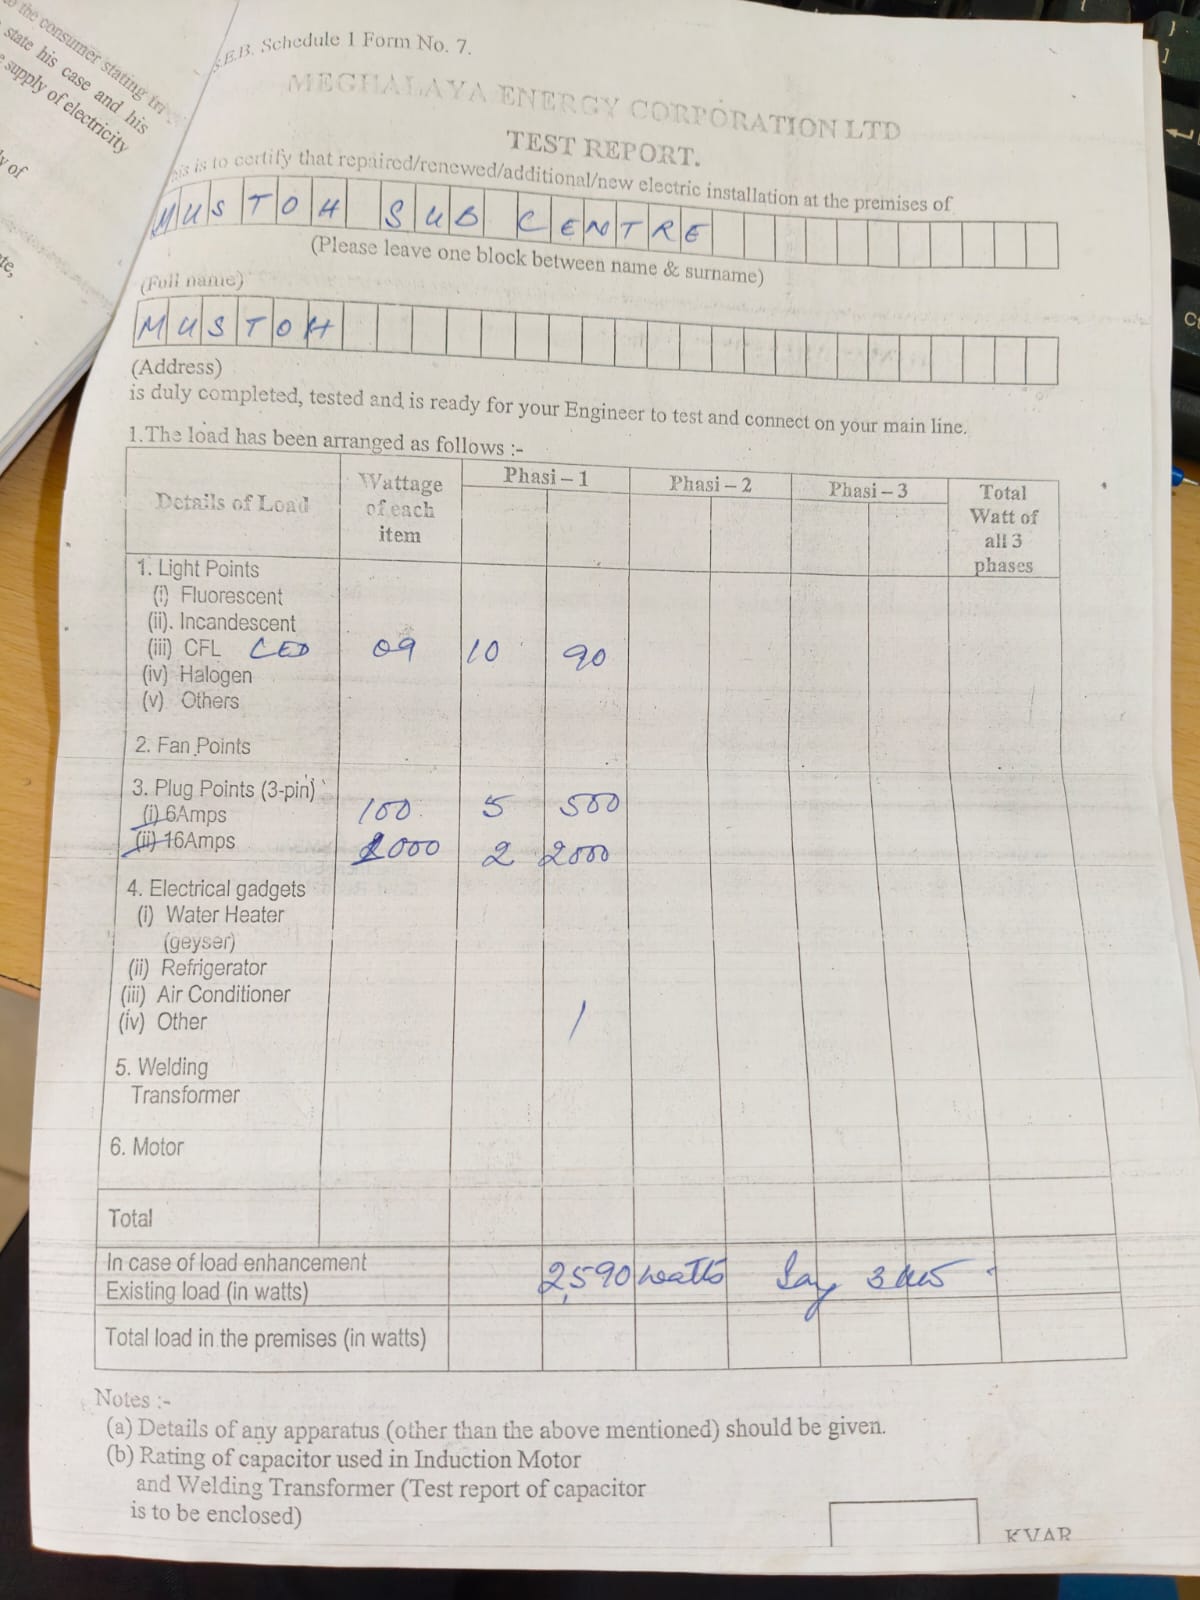 to the consumer stating
state his case and his
supply of electricity
y of
S.E.B. Schedule 1 Form No. 7.
MEGHALAYA ENERGY CORPORATION LTD
TEST REPORT.
his is to certify that repaired/renewed/additional/new electric installation at the premises of
MUSTOH SUB CENTRE
(Please leave one block between name & surname)
(Full name)
MUSTOH
(Address)
is duly completed, tested and is ready for your Engineer to test and connect on your main line.
1.The load has been arranged as follows :-
Details of Load Wattage of each item Phasi – 1 Phasi – 2 Phasi – 3 Total Watt of all 3 phases
1. Light Points
(i) Fluorescent
(ii). Incandescent
(iii) CFL LED 09 10 90
(iv) Halogen
(v) Others
2. Fan Points
3. Plug Points (3-pin)
(i) 6Amps 100 5 500
(ii) 16Amps 1000 2 2000
4. Electrical gadgets
(i) Water Heater
(geyser)
(ii) Refrigerator
(iii) Air Conditioner
(iv) Other
5. Welding
Transformer
6. Motor
Total
In case of load enhancement
Existing load (in watts) 2,590 watts Say 3 kw
Total load in the premises (in watts)
Notes :-
(a) Details of any apparatus (other than the above mentioned) should be given.
(b) Rating of capacitor used in Induction Motor
and Welding Transformer (Test report of capacitor
is to be enclosed)
KVAR